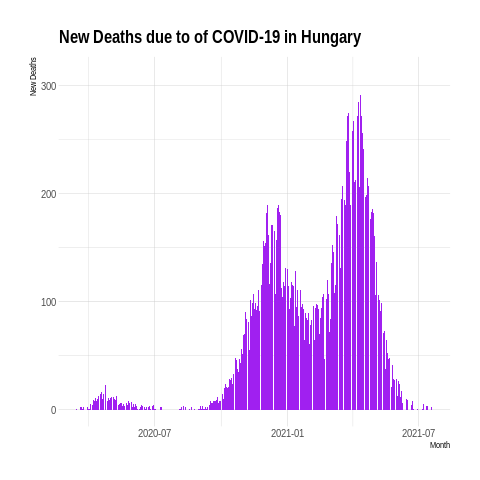 New Deaths due to of COVID-19 in Hungary
New Deaths
300
200
100
0
2020-07
2021-01
2021-07
Month